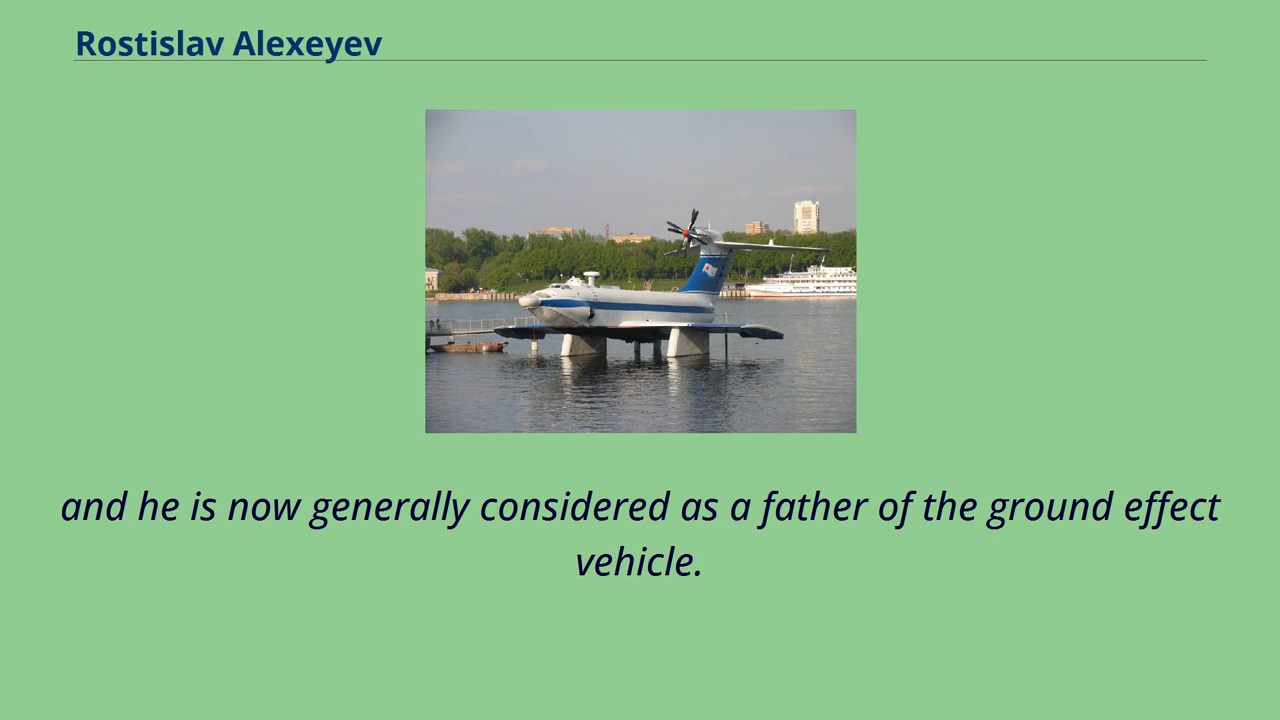 Rostislav Alexeyev
and he is now generally considered as a father of the ground effect
vehicle.